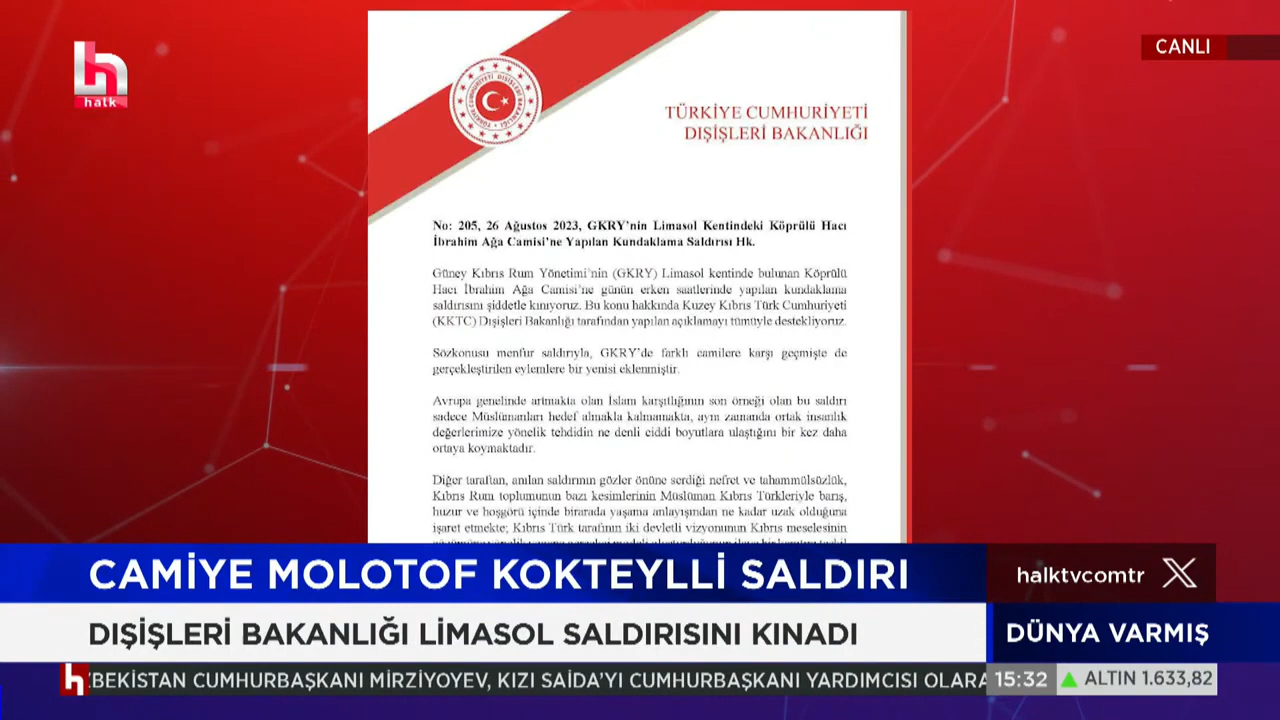 halk
CANLI
TÜRKİYE CUMHURİYETİ DIŞİŞLERİ BAKANLIĞI
TÜRKİYE CUMHURİYETİ
DIŞİŞLERİ BAKANLIĞI
No: 205, 26 Ağustos 2023, GKRY'nin Limasol Kentindeki Köprülü Hacı
İbrahim Ağa Camisi'ne Yapılan Kundaklama Saldırısı Hk.
Güney Kıbrıs Rum Yönetimi'nin (GKRY) Limasol kentinde bulunan Köprülü
Hacı İbrahim Ağa Camisi'ne günün erken saatlerinde yapılan kundaklama
saldırısını şiddetle kınıyoruz. Bu konu hakkında Kuzey Kıbrıs Türk Cumhuriyeti
(KKTC) Dışişleri Bakanlığı tarafından yapılan açıklamayı tümüyle destekliyoruz.
Sözkonusu menfur saldırıyla, GKRY'de farklı camilere karşı geçmişte de
gerçekleştirilen eylemlere bir yenisi eklenmiştir.
Avrupa genelinde artmakta olan İslam karşıtlığının son örneği olan bu saldırı
sadece Müslümanları hedef almakla kalmamakta, aynı zamanda ortak insanlık
değerlerimize yönelik tehdidin ne denli ciddi boyutlara ulaştığını bir kez daha
ortaya koymaktadır.
Diğer taraftan, anılan saldırının gözler önüne serdiği nefret ve tahammülsüzlük,
Kıbrıs Rum toplumunun bazı kesimlerinin Müslüman Kıbrıs Türkleriyle barış,
huzur ve hoşgörü içinde birarada yaşama anlayışından ne kadar uzak olduğuna
işaret etmekte; Kıbrıs Türk tarafının iki devletli vizyonunun Kıbrıs meselesinin
CAMİYE MOLOTOF KOKTEYLLİ SALDIRI
halktvcomtr X
DIŞİŞLERİ BAKANLIĞI LİMASOL SALDIRISINI KINADI
DÜNYA VARMIŞ
ZBEKİSTAN CUMHURBAŞKANI MİRZİYOYEV, KIZI SAİDA'YI CUMHURBAŞKANI YARDIMCISI OLARA
15:32
ALTIN 1.633,82